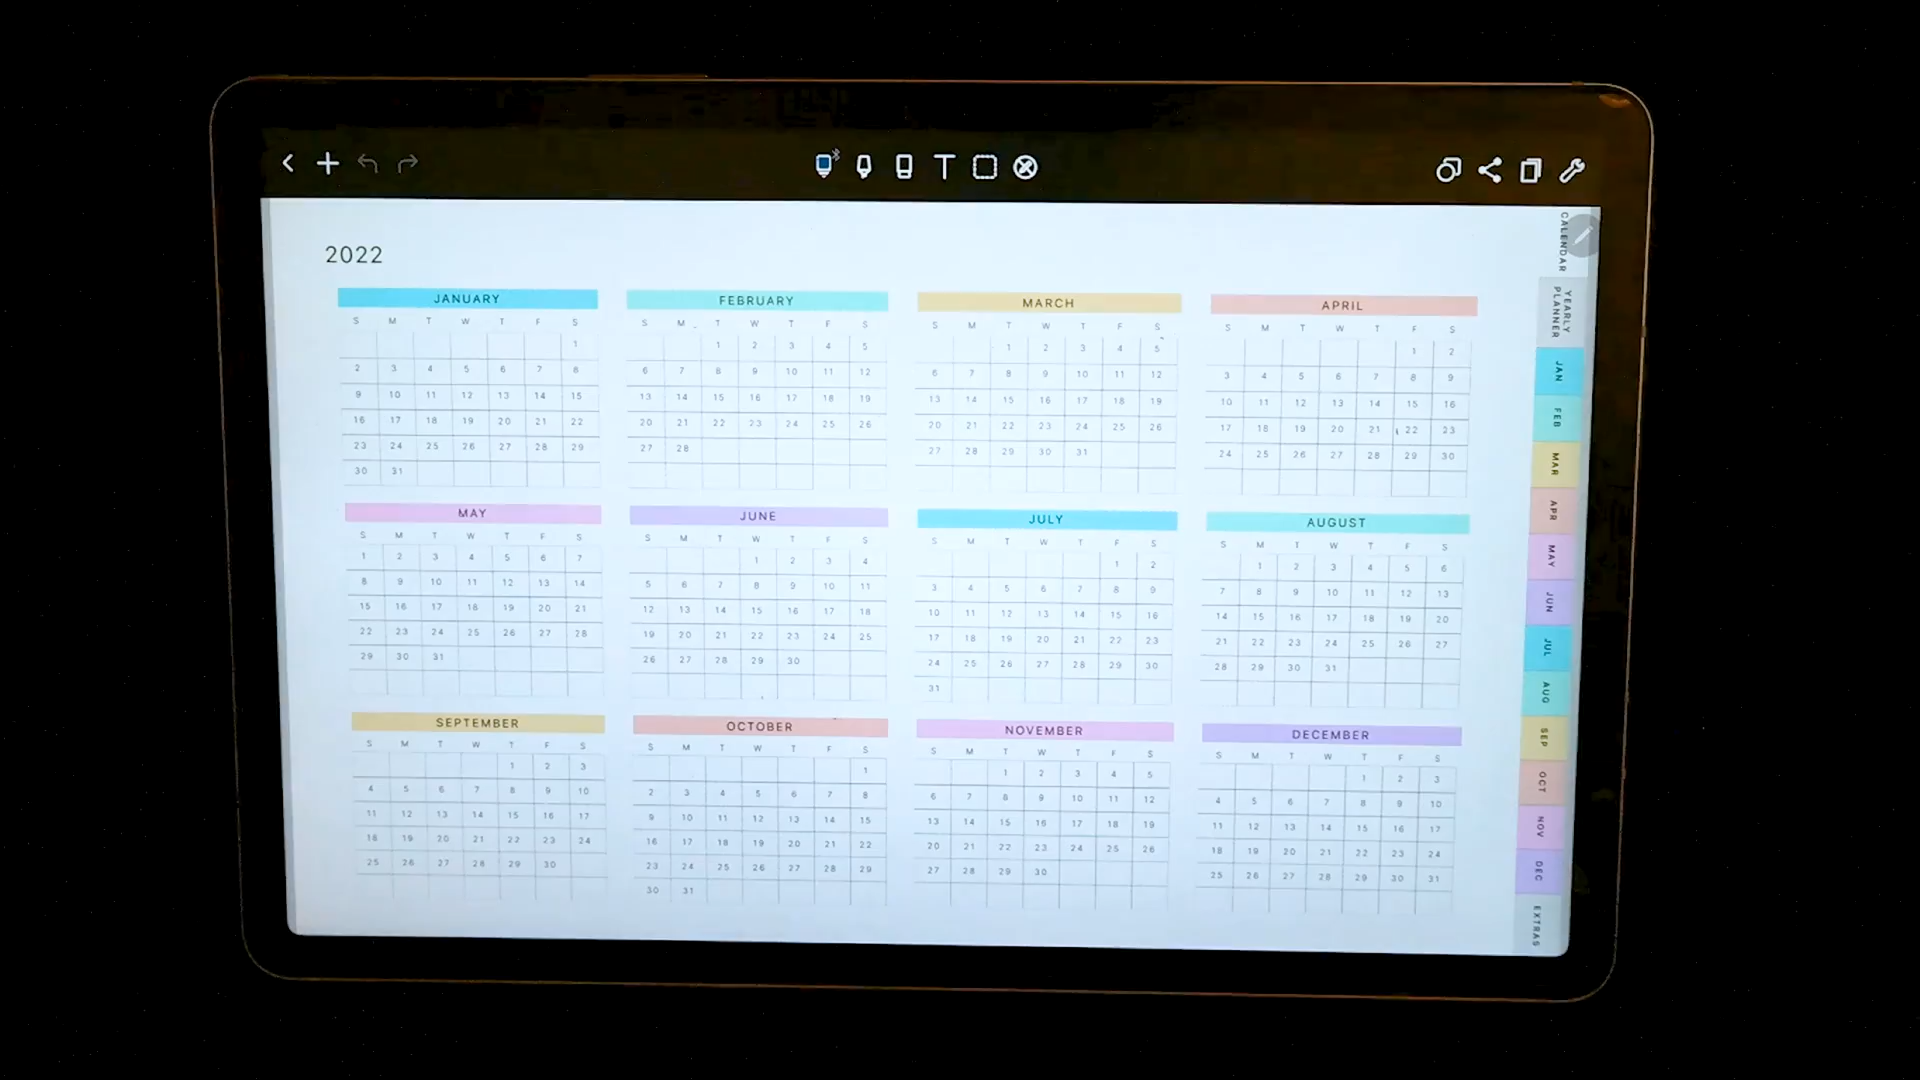 2022
JANUARY FEBRUARY MARCH APRIL
S M T W T F S S M T W T F S S M T W T F S S M T W T F S
1 1 2 3 4 5 1 2 3 4 5 1 2
2 3 4 5 6 7 8 6 7 8 9 10 11 12 6 7 8 9 10 11 12 3 4 5 6 7 8 9
9 10 11 12 13 14 15 13 14 15 16 17 18 19 13 14 15 16 17 18 19 10 11 12 13 14 15 16
16 17 18 19 20 21 22 20 21 22 23 24 25 26 20 21 22 23 24 25 26 17 18 19 20 21 22 23
23 24 25 26 27 28 29 27 28 27 28 29 30 31 24 25 26 27 28 29 30
30 31
MAY JUNE JULY AUGUST
S M T W T F S S M T W T F S S M T W T F S S M T W T F S
1 2 3 4 5 6 7 1 2 3 4 1 2 1 2 3 4 5 6
8 9 10 11 12 13 14 5 6 7 8 9 10 11 3 4 5 6 7 8 9 7 8 9 10 11 12 13
15 16 17 18 19 20 21 12 13 14 15 16 17 18 10 11 12 13 14 15 16 14 15 16 17 18 19 20
22 23 24 25 26 27 28 19 20 21 22 23 24 25 17 18 19 20 21 22 23 21 22 23 24 25 26 27
29 30 31 26 27 28 29 30 24 25 26 27 28 29 30 28 29 30 31
31
SEPTEMBER OCTOBER NOVEMBER DECEMBER
S M T W T F S S M T W T F S S M T W T F S S M T W T F S
1 2 3 1 1 2 3 4 5 1 2 3
4 5 6 7 8 9 10 2 3 4 5 6 7 8 6 7 8 9 10 11 12 4 5 6 7 8 9 10
11 12 13 14 15 16 17 9 10 11 12 13 14 15 13 14 15 16 17 18 19 11 12 13 14 15 16 17
18 19 20 21 22 23 24 16 17 18 19 20 21 22 20 21 22 23 24 25 26 18 19 20 21 22 23 24
25 26 27 28 29 30 23 24 25 26 27 28 29 27 28 29 30 25 26 27 28 29 30 31
30 31
CALENDAR
YEARLY
PLANNER
JAN
FEB
MAR
APR
MAY
JUN
JUL
AUG
SEP
OCT
NOV
DEC
EXTRAS